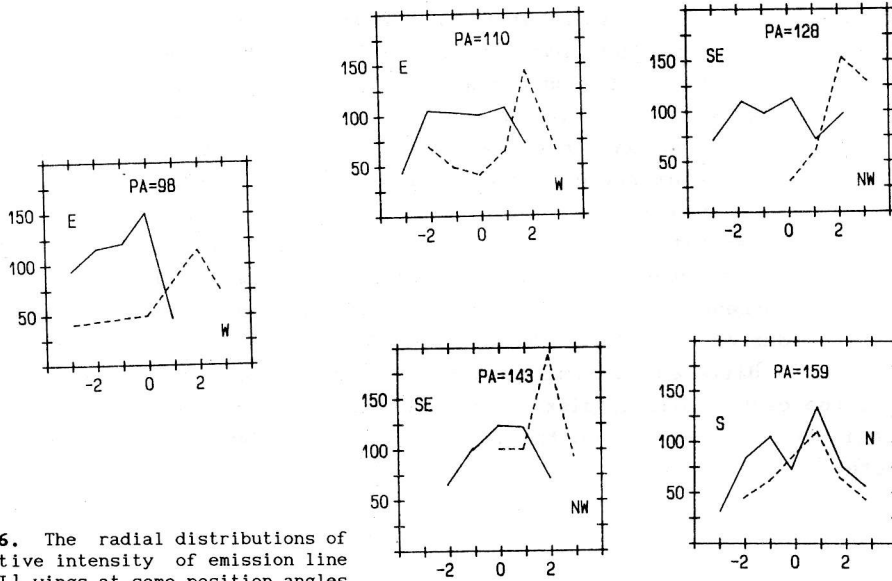 PA=110
E
150
100
50
W
-2
0
2
PA=128
SE
150
100
50
NW
-2
0
2
PA=98
E
150
100
50
W
-2
0
2
PA=143
SE
150
100
50
NW
-2
0
2
PA=159
S
N
150
100
50
-2
0
2
6. The radial distributions of
tive intensity of emission line
wings at some position angles